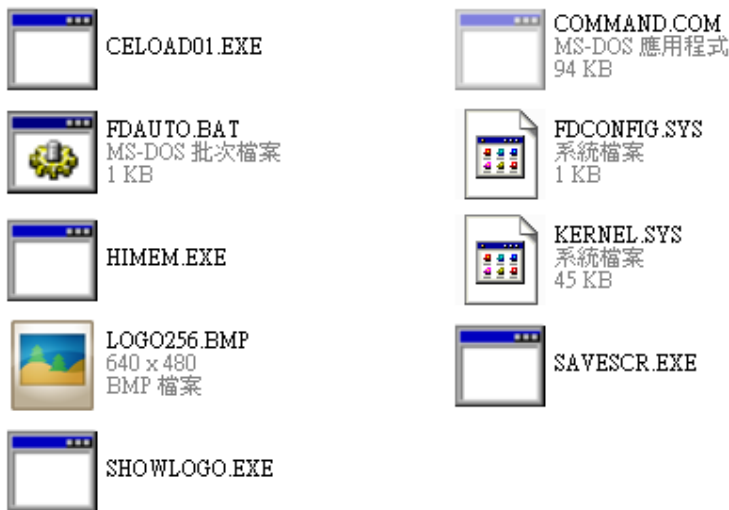 CELOAD01.EXE
COMMAND.COM
MS-DOS 應用程式
94 KB
FDAUTO.BAT
MS-DOS 批次檔案
1 KB
FDCONFIG.SYS
系統檔案
1 KB
HIMEM.EXE
KERNEL.SYS
系統檔案
45 KB
LOGO256.BMP
640 x 480
BMP 檔案
SAVESCR.EXE
SHOWLOGO.EXE